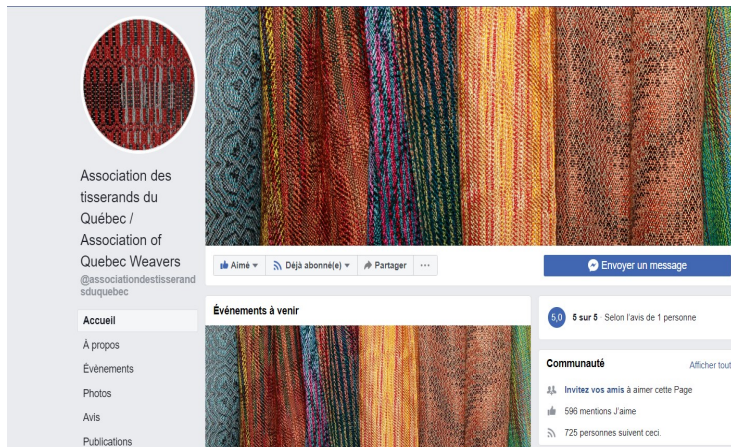 Association des
tisserands du
Québec /
Association of
Quebec Weavers
@associationdestisserand
sduquebec
Accueil
À propos
Évènements
Photos
Avis
Publications
Aimé
Déjà abonné(e)
Partager
Envoyer un message
Événements à venir
5,0
5 sur 5 · Selon l'avis de 1 personne
Communauté
Afficher tout
Invitez vos amis à aimer cette Page
596 mentions J'aime
725 personnes suivent ceci.